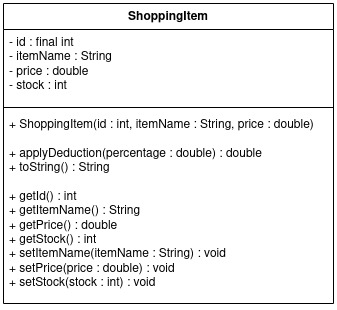 ShoppingItem
- id : final int
- itemName : String
- price : double
- stock : int
+ ShoppingItem(id : int, itemName : String, price : double)
+ applyDeduction(percentage : double) : double
+ toString() : String
+ getId() : int
+ getItemName() : String
+ getPrice() : double
+ getStock() : int
+ setItemName(itemName : String) : void
+ setPrice(price : double) : void
+ setStock(stock : int) : void